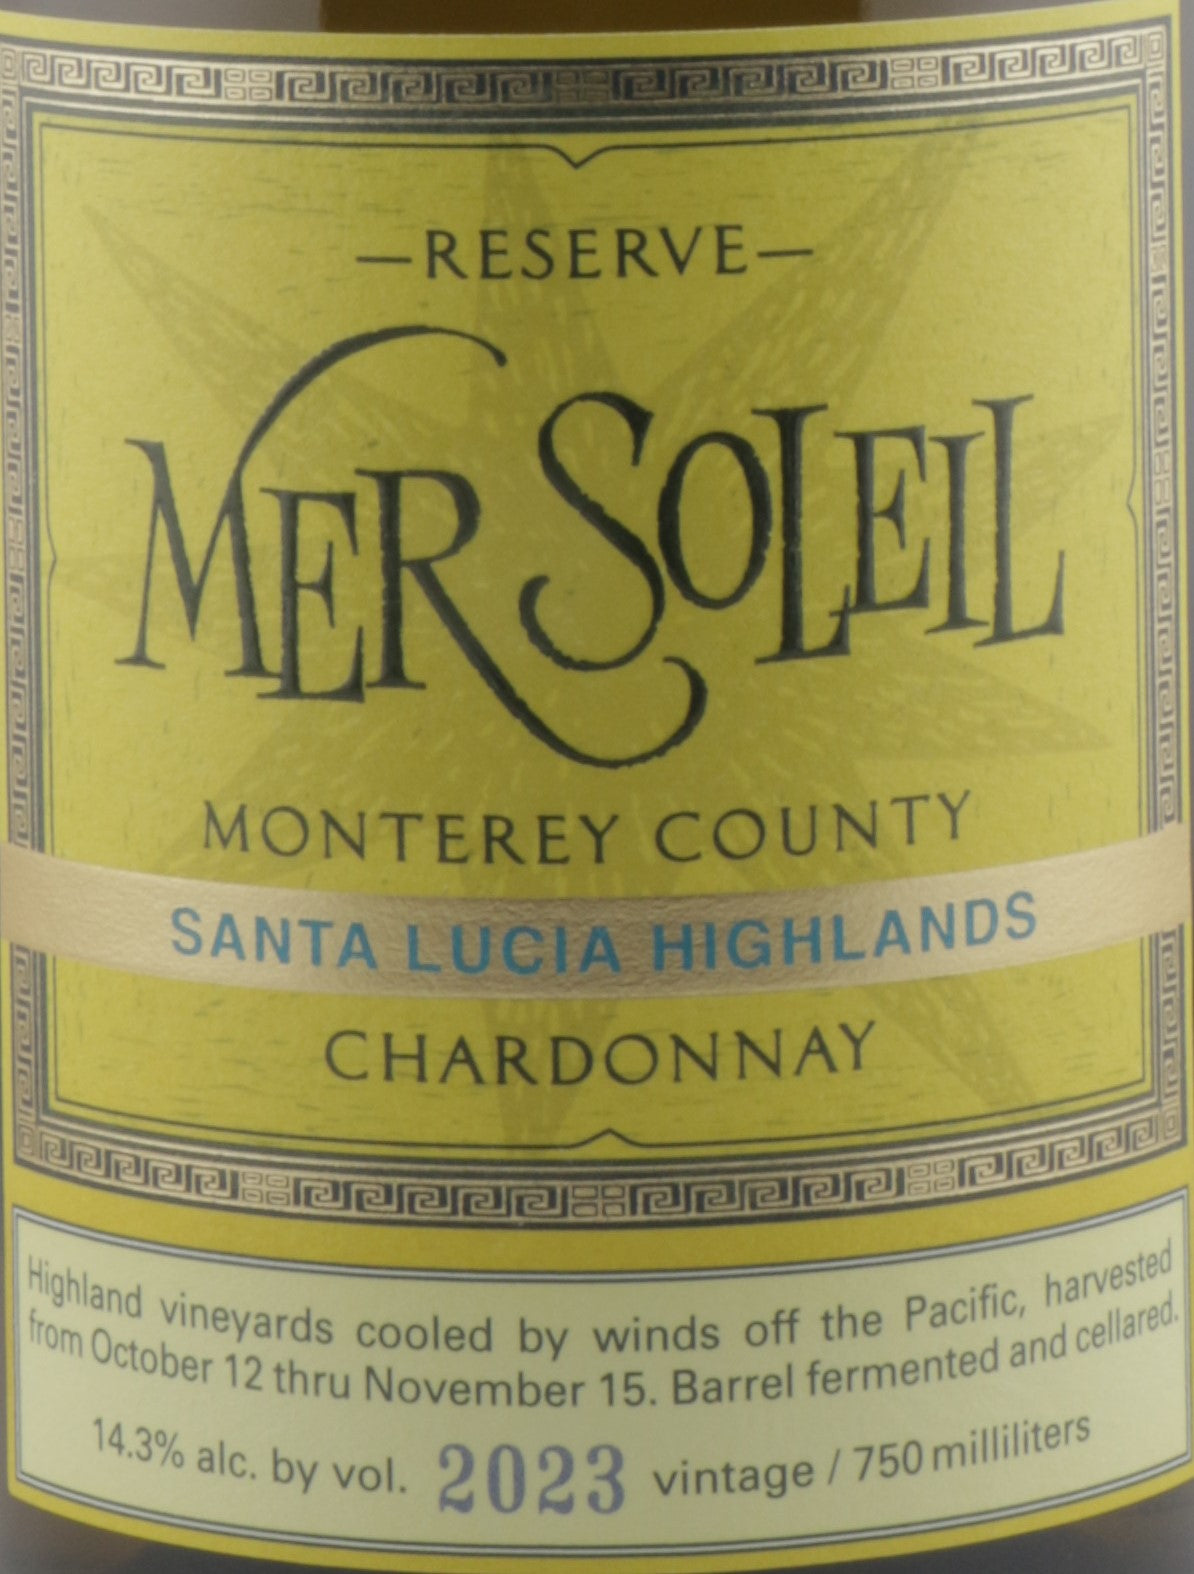 —RESERVE—
MER SOLEIL
MONTEREY COUNTY
SANTA LUCIA HIGHLANDS
CHARDONNAY
Highland vineyards cooled by winds off the Pacific, harvested
from October 12 thru November 15. Barrel fermented and cellared.
14.3% alc. by vol. 2023 vintage / 750 milliliters